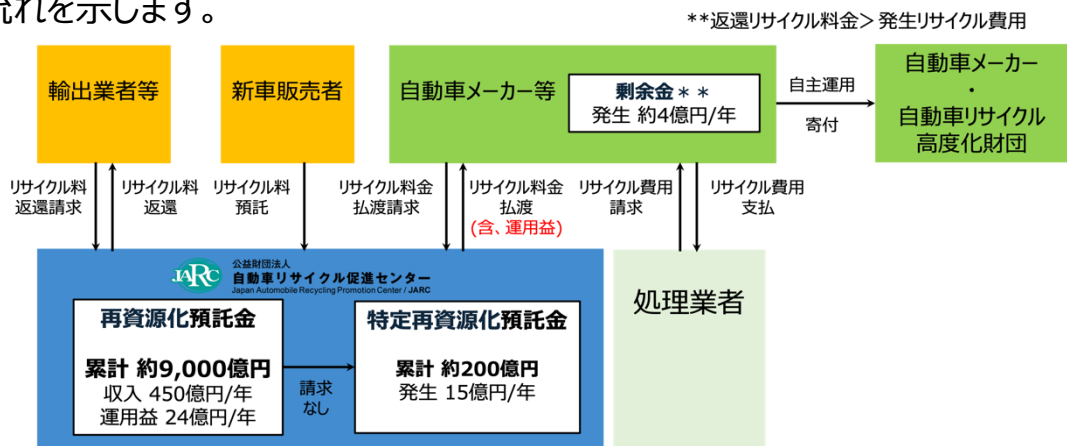 流れを示します。
**返還リサイクル料金＞発生リサイクル費用
輸出業者等
新車販売者
自動車メーカー等
剰余金＊＊
発生 約4億円/年
自主運用
寄付
自動車メーカー
・
自動車リサイクル
高度化財団
リサイクル料
返還請求
リサイクル料
返還
リサイクル料
預託
リサイクル料金
払渡請求
リサイクル料金
払渡
(含、運用益)
リサイクル費用
請求
リサイクル費用
支払
JARC
公益財団法人
自動車リサイクル促進センター
Japan Automobile Recycling Promotion Center / JARC
再資源化預託金
累計 約9,000億円
収入 450億円/年
運用益 24億円/年
請求
なし
特定再資源化預託金
累計 約200億円
発生 15億円/年
処理業者